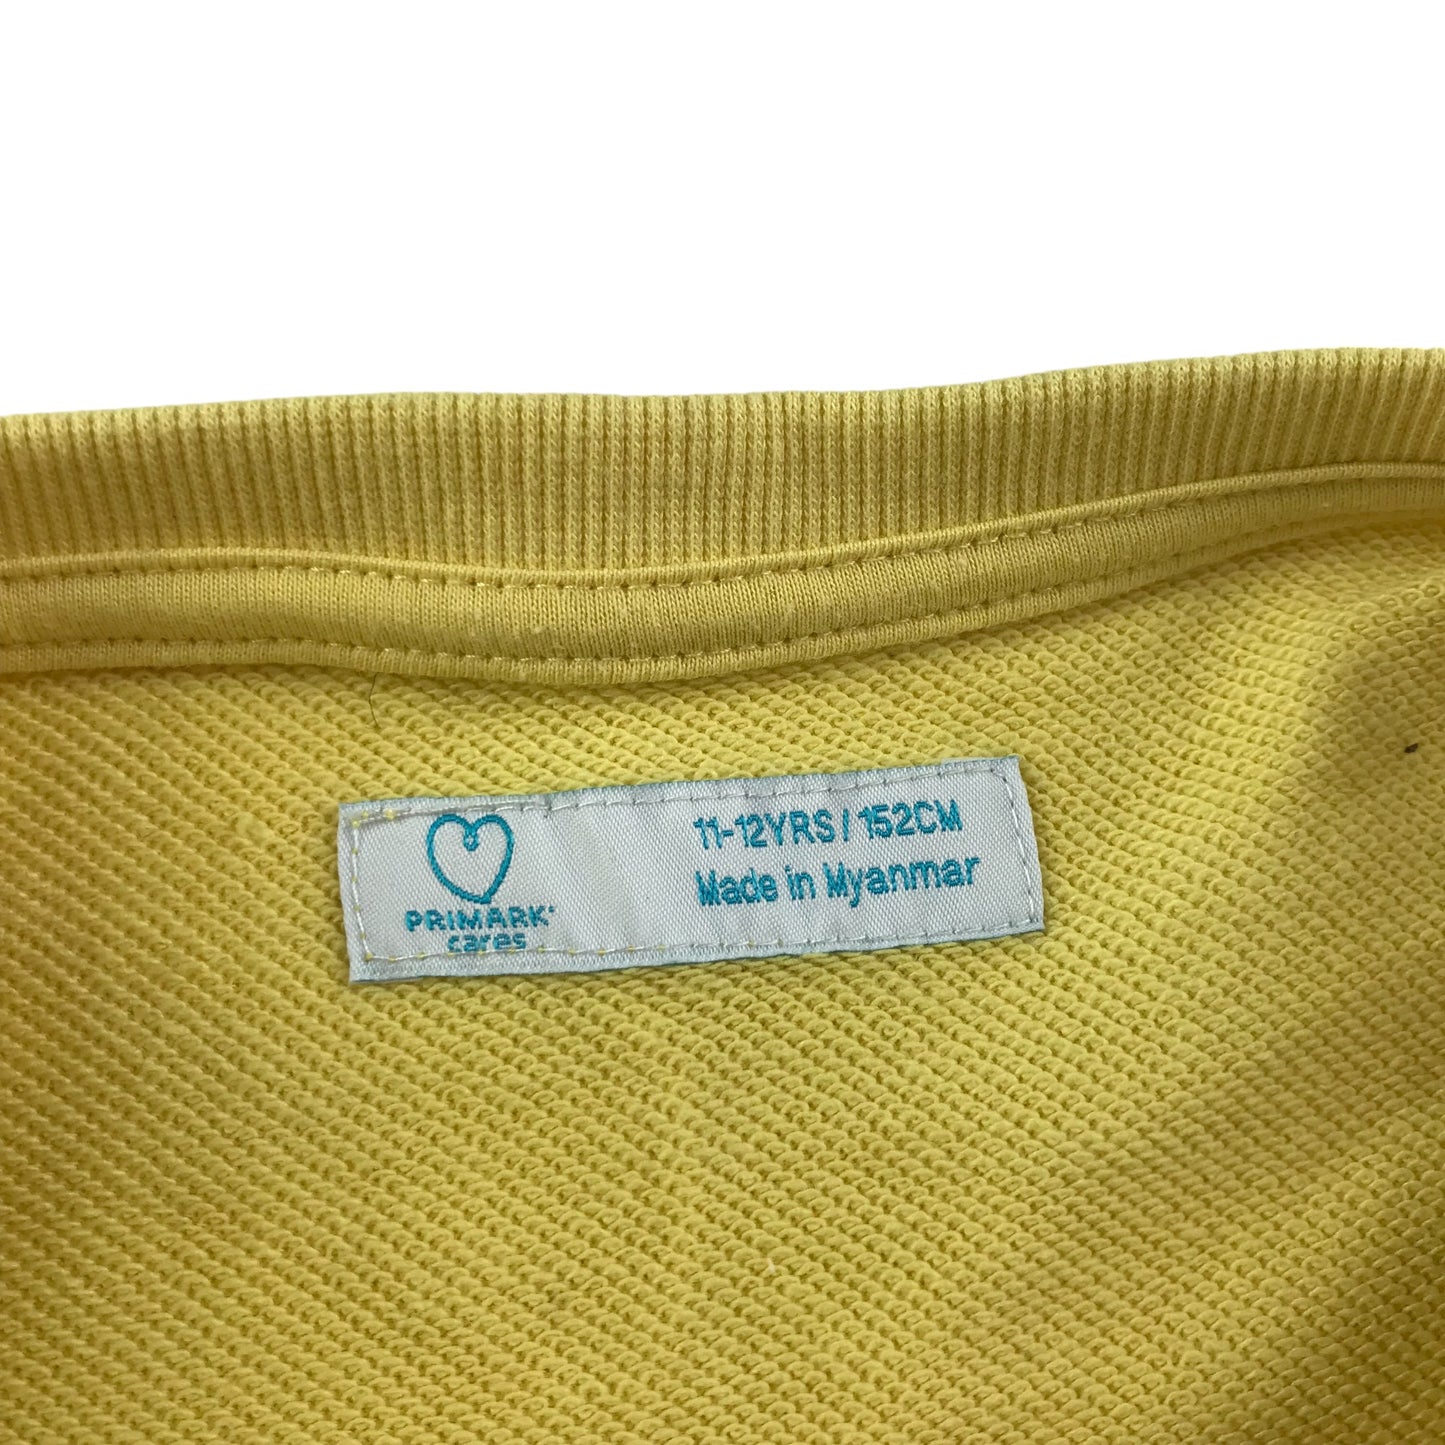 PRIMARK®
cares
11-12YRS / 152CM
Made in Myanmar